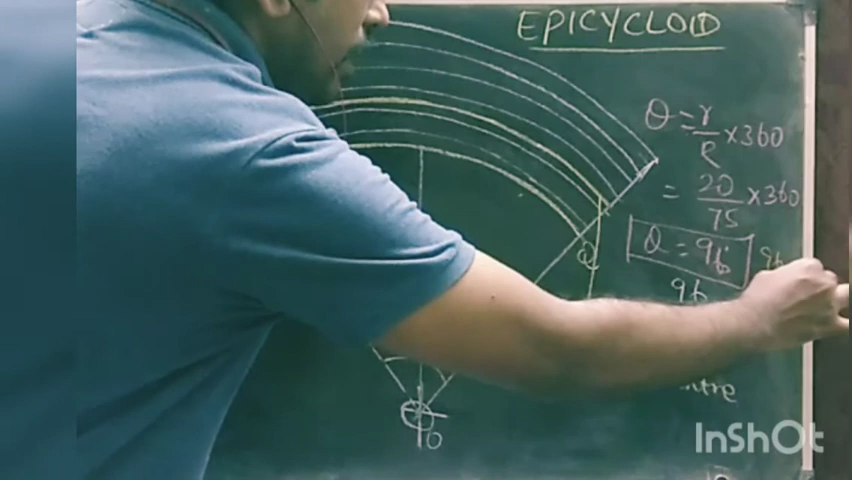 EPICYCLOID
θ = r/R × 360
= 20/75 × 360
θ = 96°
96
96
Q
O
InShOt